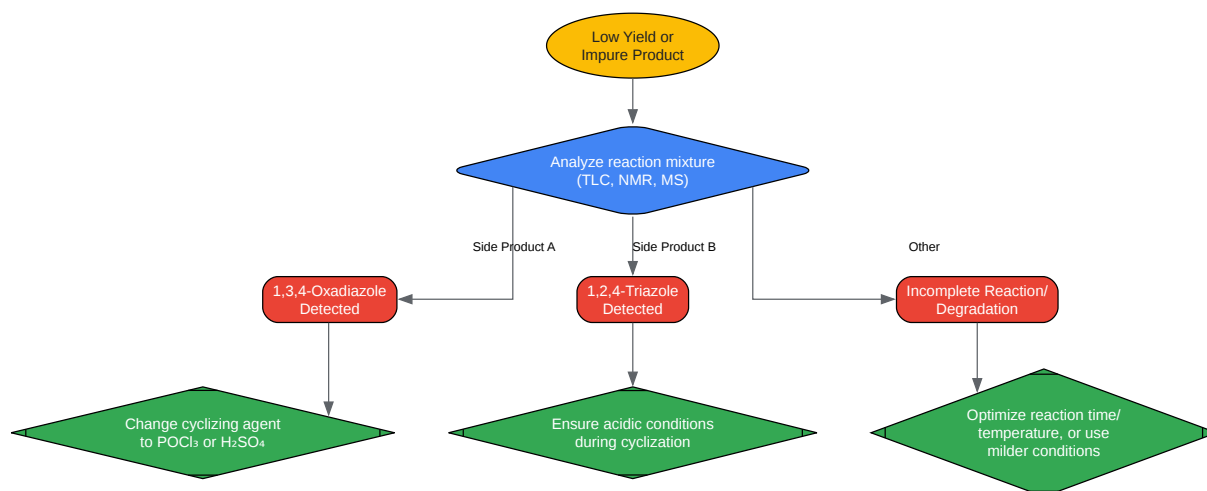 Low Yield or
Impure Product
Analyze reaction mixture
(TLC, NMR, MS)
Side Product A
Side Product B
Other
1,3,4-Oxadiazole
Detected
1,2,4-Triazole
Detected
Incomplete Reaction/
Degradation
Change cyclizing agent
to POCl₃ or H₂SO₄
Ensure acidic conditions
during cyclization
Optimize reaction time/
temperature, or use
milder conditions